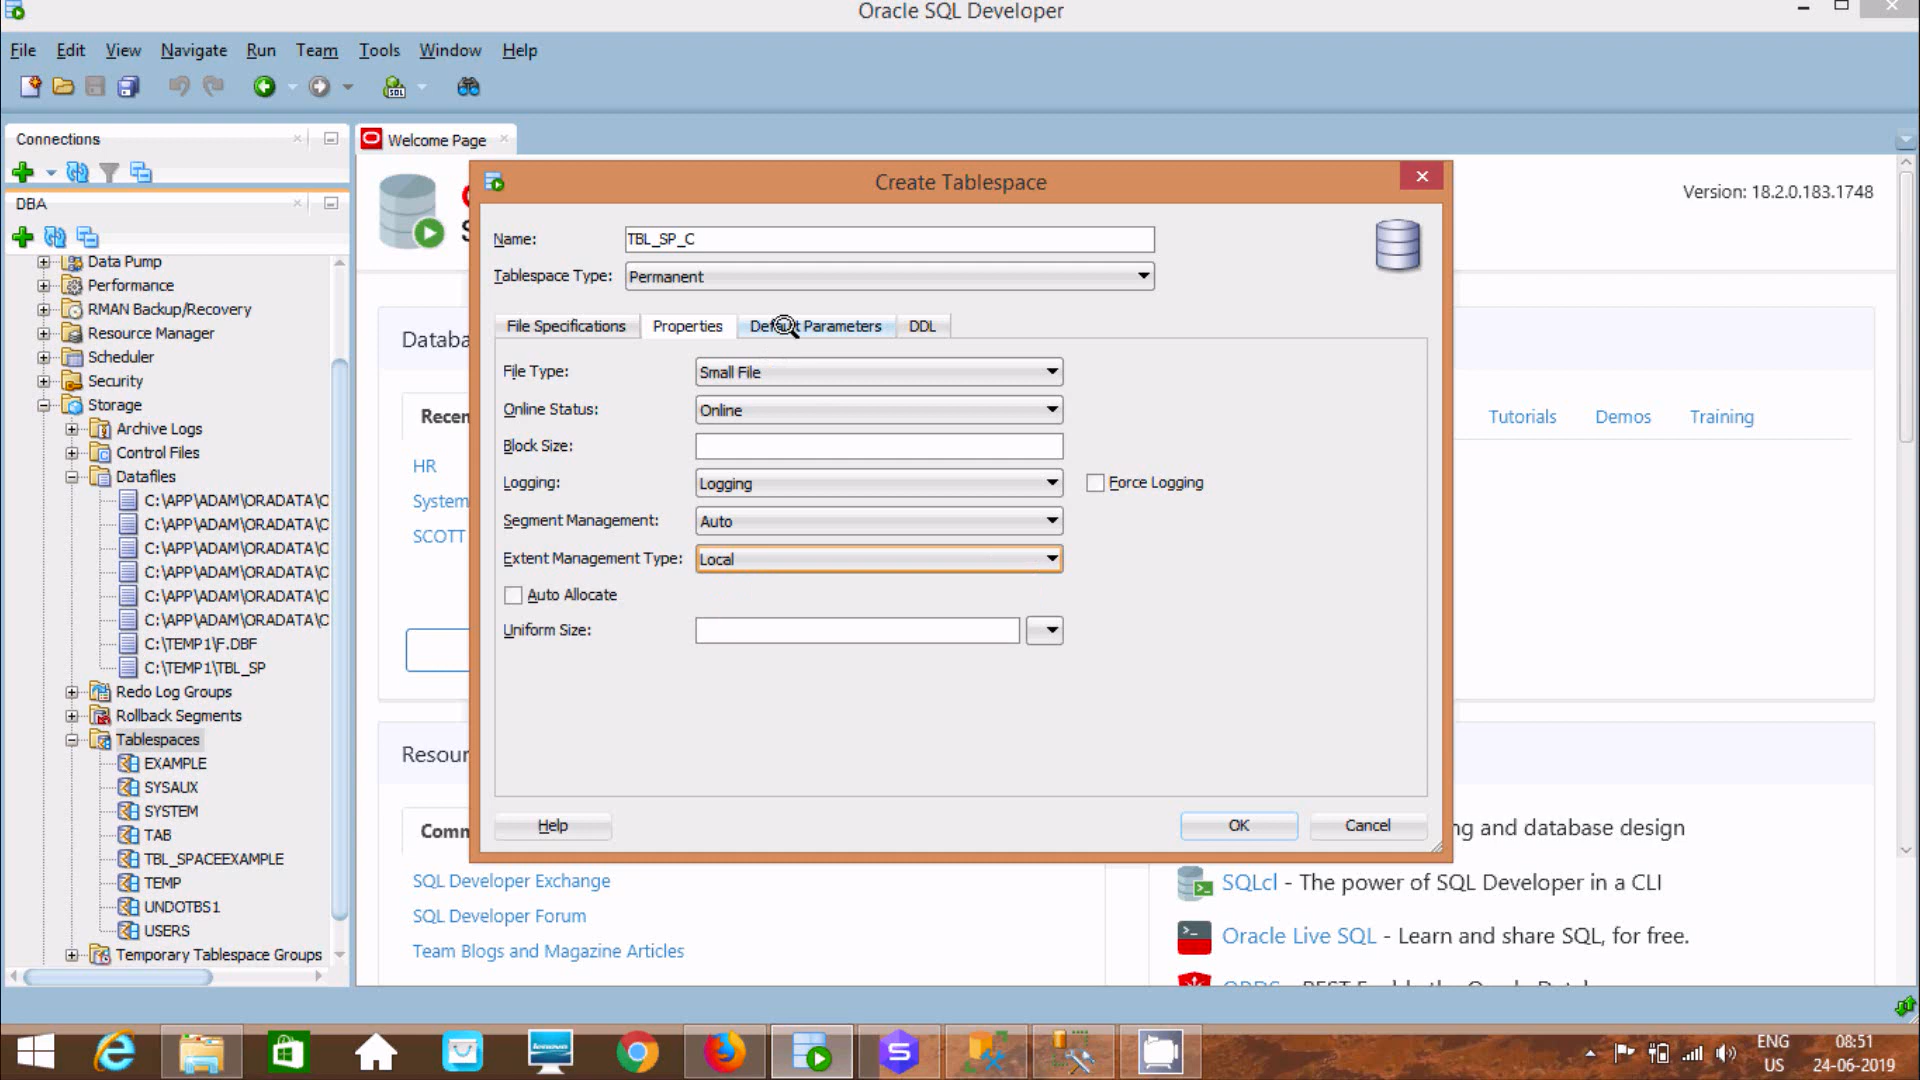 Oracle SQL Developer
File Edit View Navigate Run Team Tools Window Help
Connections
Welcome Page
DBA
Data Pump
Performance
RMAN Backup/Recovery
Resource Manager
Scheduler
Security
Storage
Archive Logs
Control Files
Datafiles
C:\APP\ADAM\ORADATA\O
C:\APP\ADAM\ORADATA\O
C:\APP\ADAM\ORADATA\O
C:\APP\ADAM\ORADATA\O
C:\APP\ADAM\ORADATA\O
C:\APP\ADAM\ORADATA\O
C:\TEMP1\F.DBF
C:\TEMP1\TBL_SP
Redo Log Groups
Rollback Segments
Tablespaces
EXAMPLE
SYSAUX
SYSTEM
TAB
TBL_SPACEEXAMPLE
TEMP
UNDOTBS1
USERS
Temporary Tablespace Groups
Version: 18.2.0.183.1748
Databa
Recen
HR
System
SCOTT
Tutorials Demos Training
Create Tablespace
Name: TBL_SP_C
Tablespace Type: Permanent
File Specifications Properties Default Parameters DDL
File Type: Small File
Online Status: Online
Block Size:
Logging: Logging Force Logging
Segment Management: Auto
Extent Management Type: Local
Auto Allocate
Uniform Size:
Help OK Cancel
Resour
Comm
SQL Developer Exchange
SQL Developer Forum
Team Blogs and Magazine Articles
ng and database design
SQLcl - The power of SQL Developer in a CLI
Oracle Live SQL - Learn and share SQL, for free.
ENG
US
08:51
24-06-2019